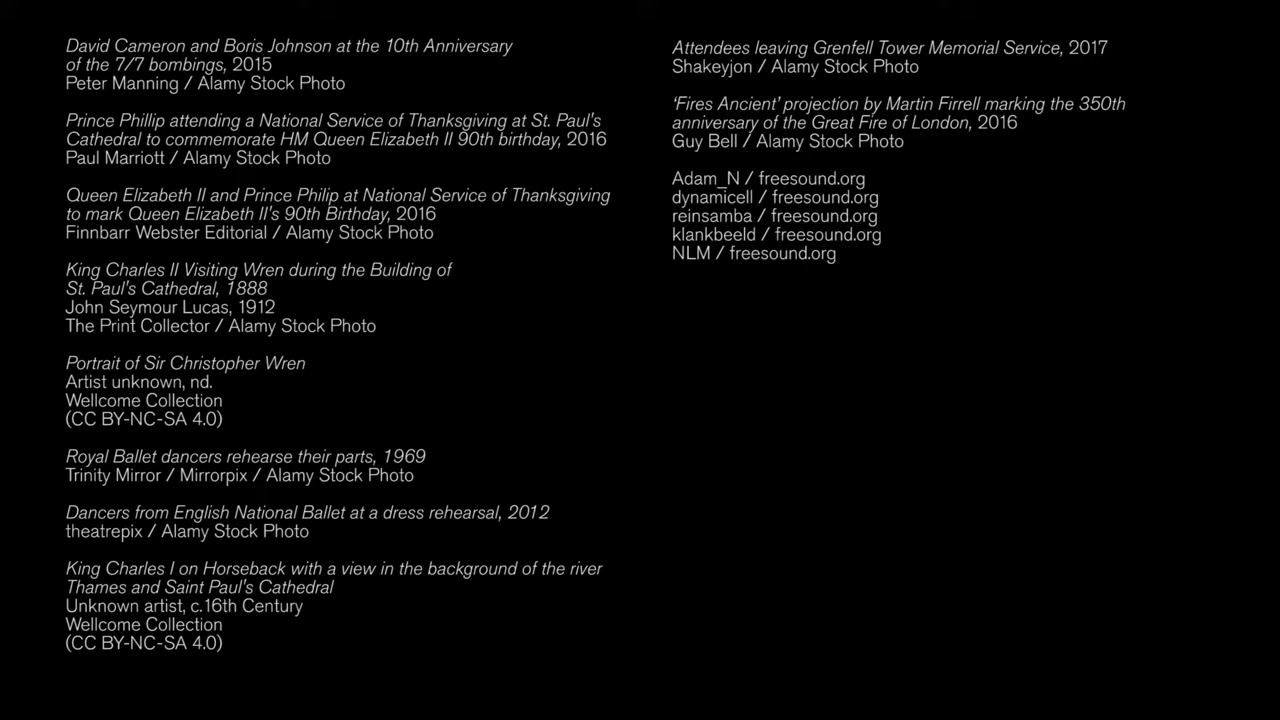 David Cameron and Boris Johnson at the 10th Anniversary
of the 7/7 bombings, 2015
Peter Manning / Alamy Stock Photo
Prince Phillip attending a National Service of Thanksgiving at St. Paul's
Cathedral to commemorate HM Queen Elizabeth II 90th birthday, 2016
Paul Marriott / Alamy Stock Photo
Queen Elizabeth II and Prince Philip at National Service of Thanksgiving
to mark Queen Elizabeth II's 90th Birthday, 2016
Finnbarr Webster Editorial / Alamy Stock Photo
King Charles II Visiting Wren during the Building of
St. Paul's Cathedral, 1888
John Seymour Lucas, 1912
The Print Collector / Alamy Stock Photo
Portrait of Sir Christopher Wren
Artist unknown, nd.
Wellcome Collection
(CC BY-NC-SA 4.0)
Royal Ballet dancers rehearse their parts, 1969
Trinity Mirror / Mirrorpix / Alamy Stock Photo
Dancers from English National Ballet at a dress rehearsal, 2012
theatrepix / Alamy Stock Photo
King Charles I on Horseback with a view in the background of the river
Thames and Saint Paul's Cathedral
Unknown artist, c.16th Century
Wellcome Collection
(CC BY-NC-SA 4.0)
Attendees leaving Grenfell Tower Memorial Service, 2017
Shakeyjon / Alamy Stock Photo
‘Fires Ancient’ projection by Martin Firrell marking the 350th
anniversary of the Great Fire of London, 2016
Guy Bell / Alamy Stock Photo
Adam_N / freesound.org
dynamicell / freesound.org
reinsamba / freesound.org
klankbeeld / freesound.org
NLM / freesound.org